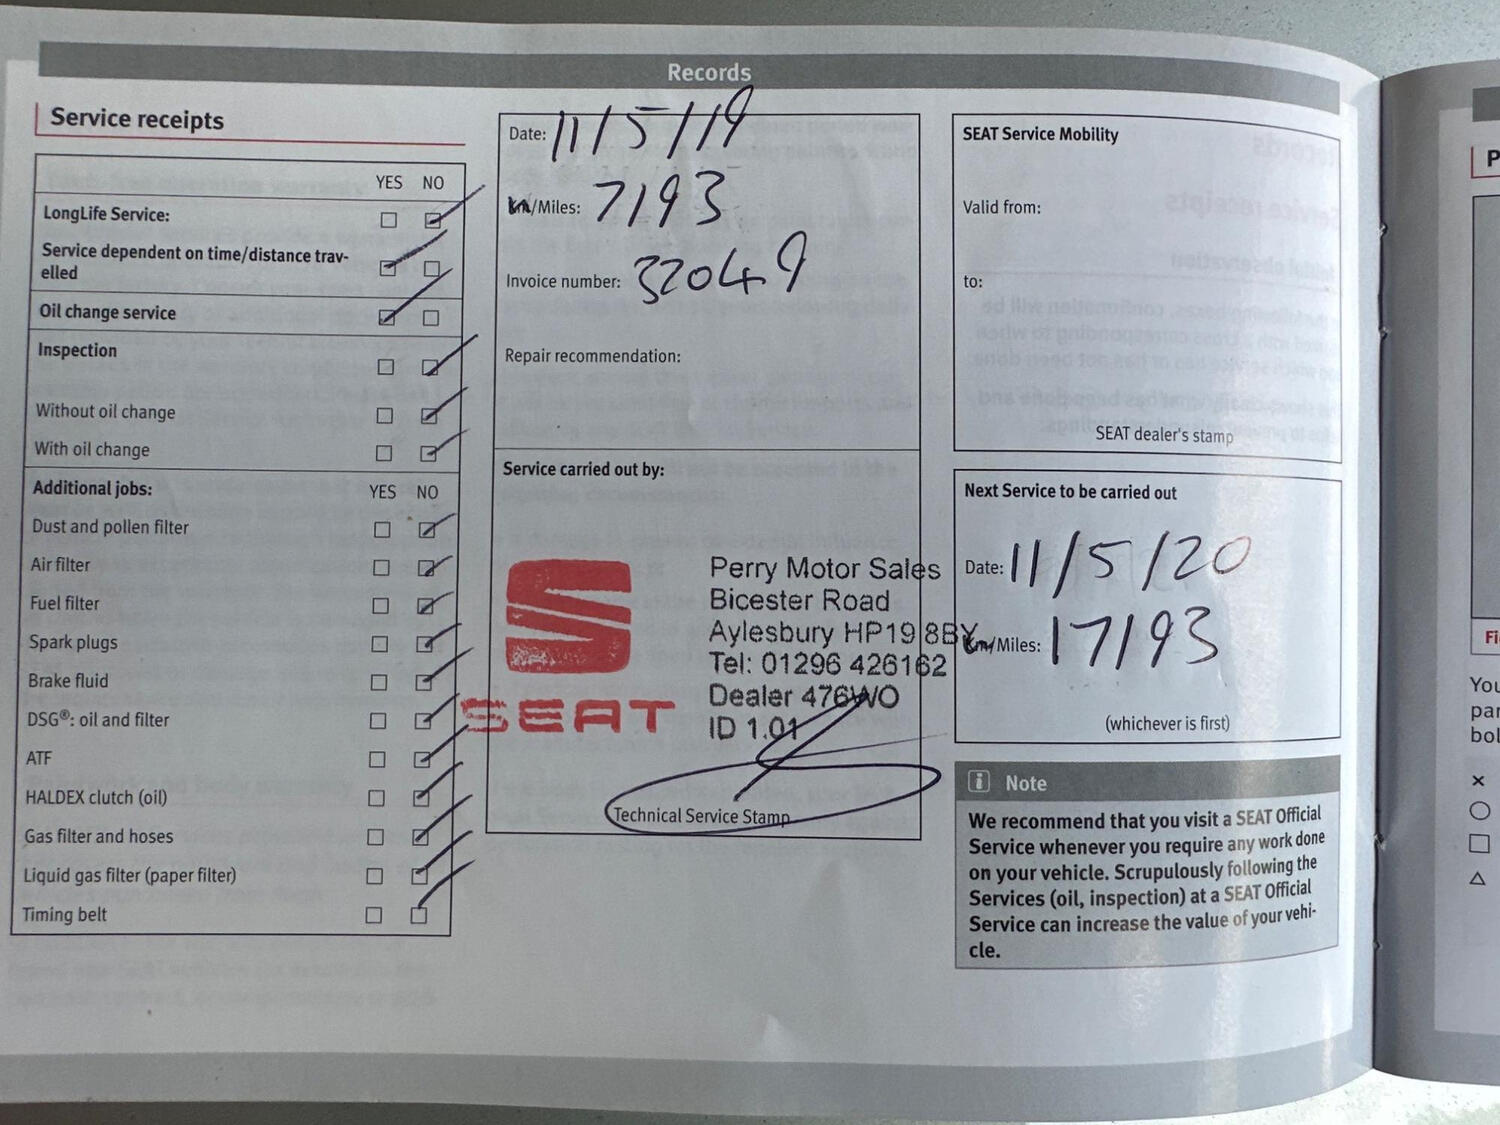 Records
Service receipts
YES NO
LongLife Service:
Service dependent on time/distance trav-
elled
Oil change service
Inspection
Without oil change
With oil change
Additional jobs: YES NO
Dust and pollen filter
Air filter
Fuel filter
Spark plugs
Brake fluid
DSG®: oil and filter
ATF
HALDEX clutch (oil)
Gas filter and hoses
Liquid gas filter (paper filter)
Timing belt
Date: 11/5/19
Km/Miles: 7193
Invoice number: 32049
Repair recommendation:
Service carried out by:
SEAT
Perry Motor Sales
Bicester Road
Aylesbury HP19 8BY
Tel: 01296 426162
Dealer 476WO
ID 1.01
Technical Service Stamp
SEAT Service Mobility
Valid from:
to:
SEAT dealer's stamp
Next Service to be carried out
Date: 11/5/20
Km/Miles: 17193
(whichever is first)
i Note
We recommend that you visit a SEAT Official
Service whenever you require any work done
on your vehicle. Scrupulously following the
Services (oil, inspection) at a SEAT Official
Service can increase the value of your vehi-
cle.